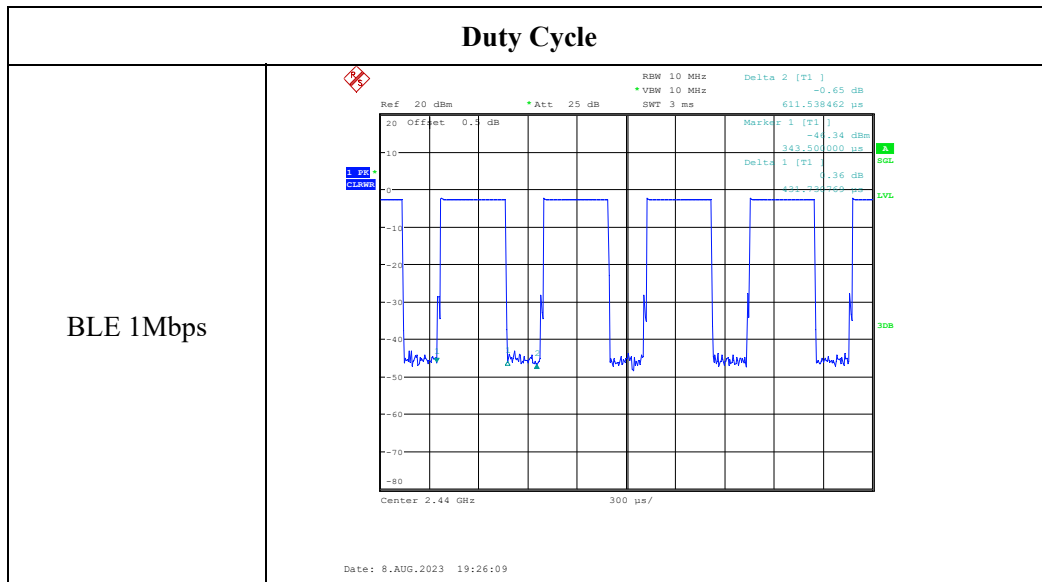 Duty Cycle
BLE 1Mbps
R S
RBW 10 MHz Delta 2 [T1 ]
* VBW 10 MHz -0.65 dB
Ref 20 dBm * Att 25 dB SWT 3 ms 611.538462 µs
20 Offset 0.5 dB Marker 1 [T1 ]
-46.34 dBm
343.500000 µs
A
SGL
-10
Delta 1 [T1 ]
0.36 dB
1 PK *
CLRWR
0
LVL
-10
-20
-30
3DB
-40
1 2
-50
-60
-70
-80
Center 2.44 GHz 300 µs/
Date: 8.AUG.2023 19:26:09